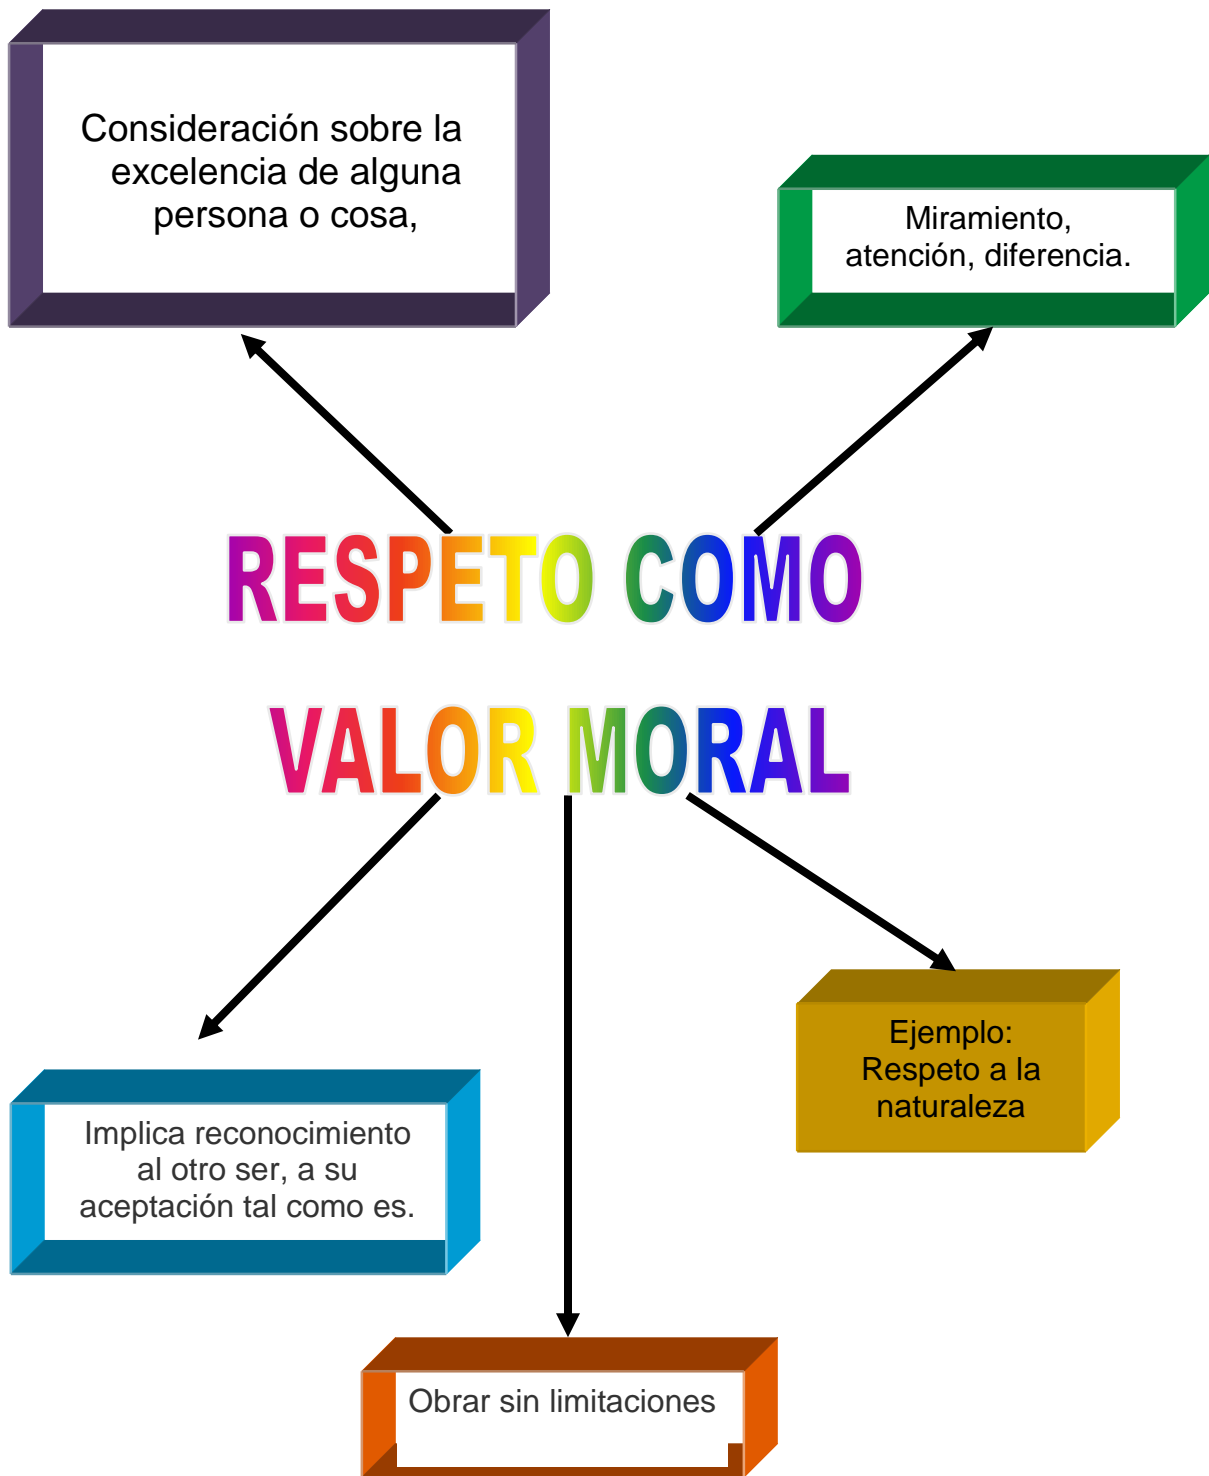 Consideración sobre la
excelencia de alguna
persona o cosa,
Miramiento,
atención, diferencia.
RESPETO COMO
VALOR MORAL
Ejemplo:
Respeto a la
naturaleza
Implica reconocimiento
al otro ser, a su
aceptación tal como es.
Obrar sin limitaciones